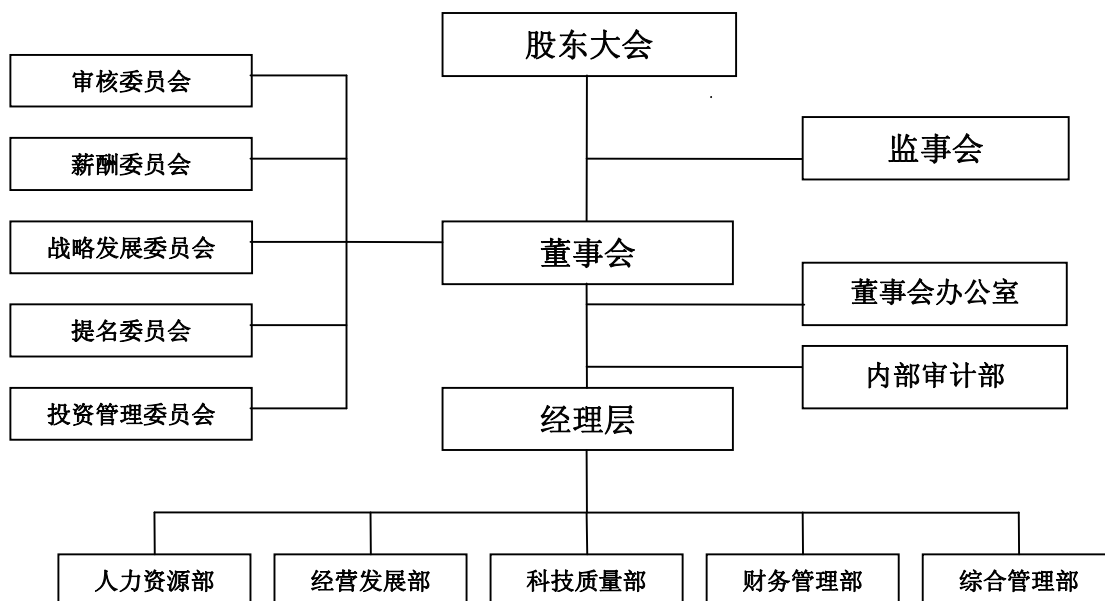 股东大会
审核委员会
监事会
薪酬委员会
战略发展委员会
董事会
董事会办公室
提名委员会
内部审计部
投资管理委员会
经理层
人力资源部
经营发展部
科技质量部
财务管理部
综合管理部